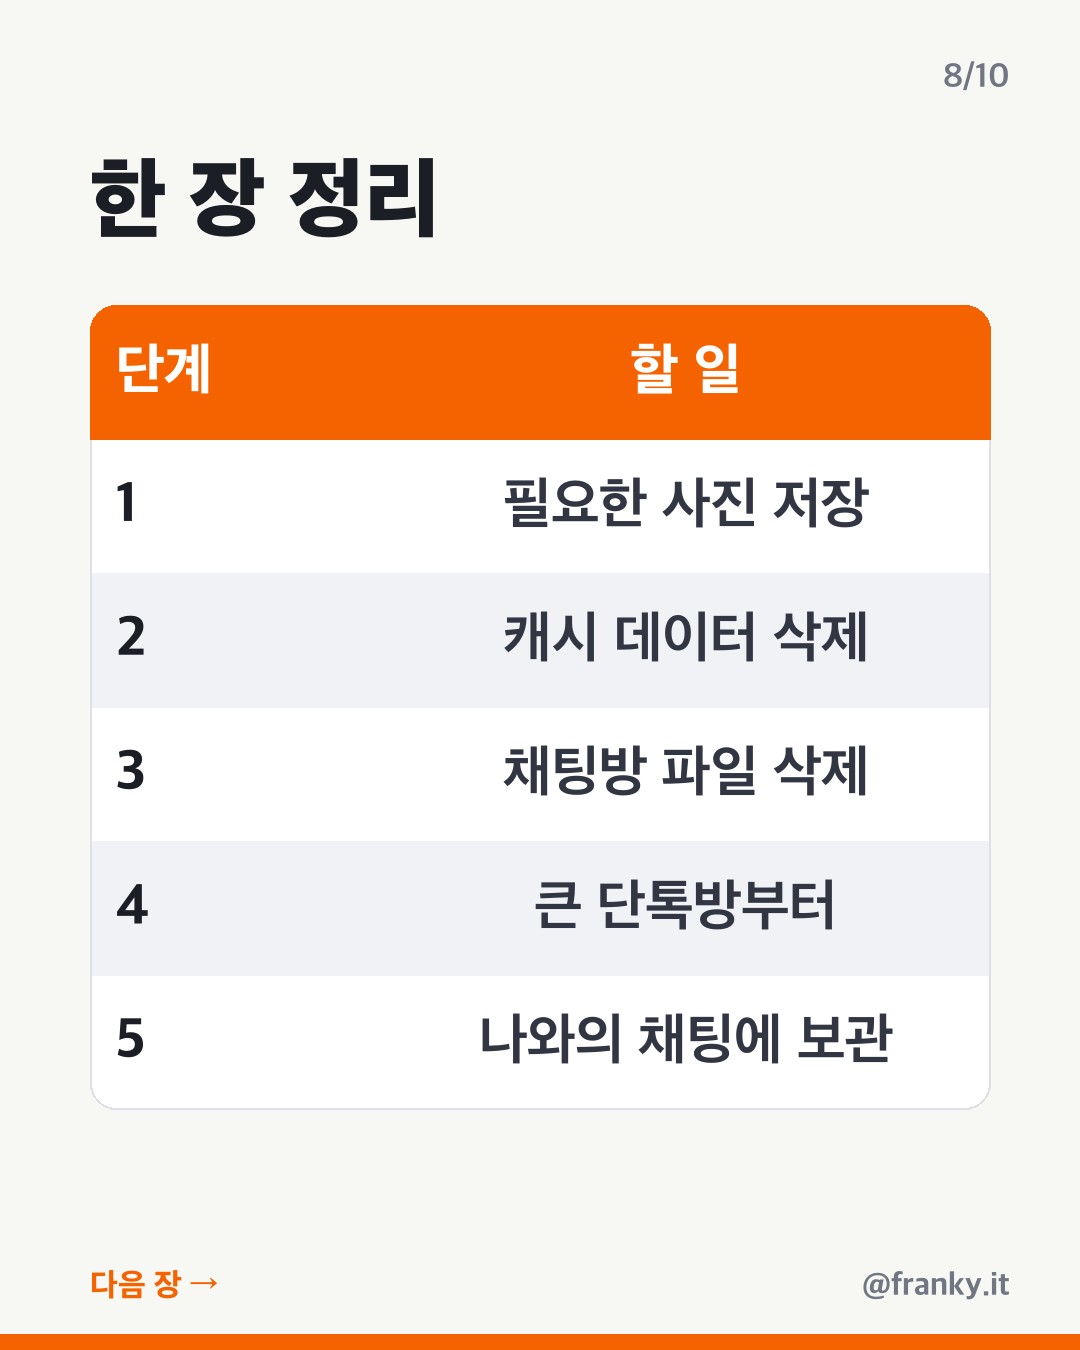 8/10
한 장 정리
단계 할 일
1 필요한 사진 저장
2 캐시 데이터 삭제
3 채팅방 파일 삭제
4 큰 단톡방부터
5 나와의 채팅에 보관
다음 장 → @franky.it